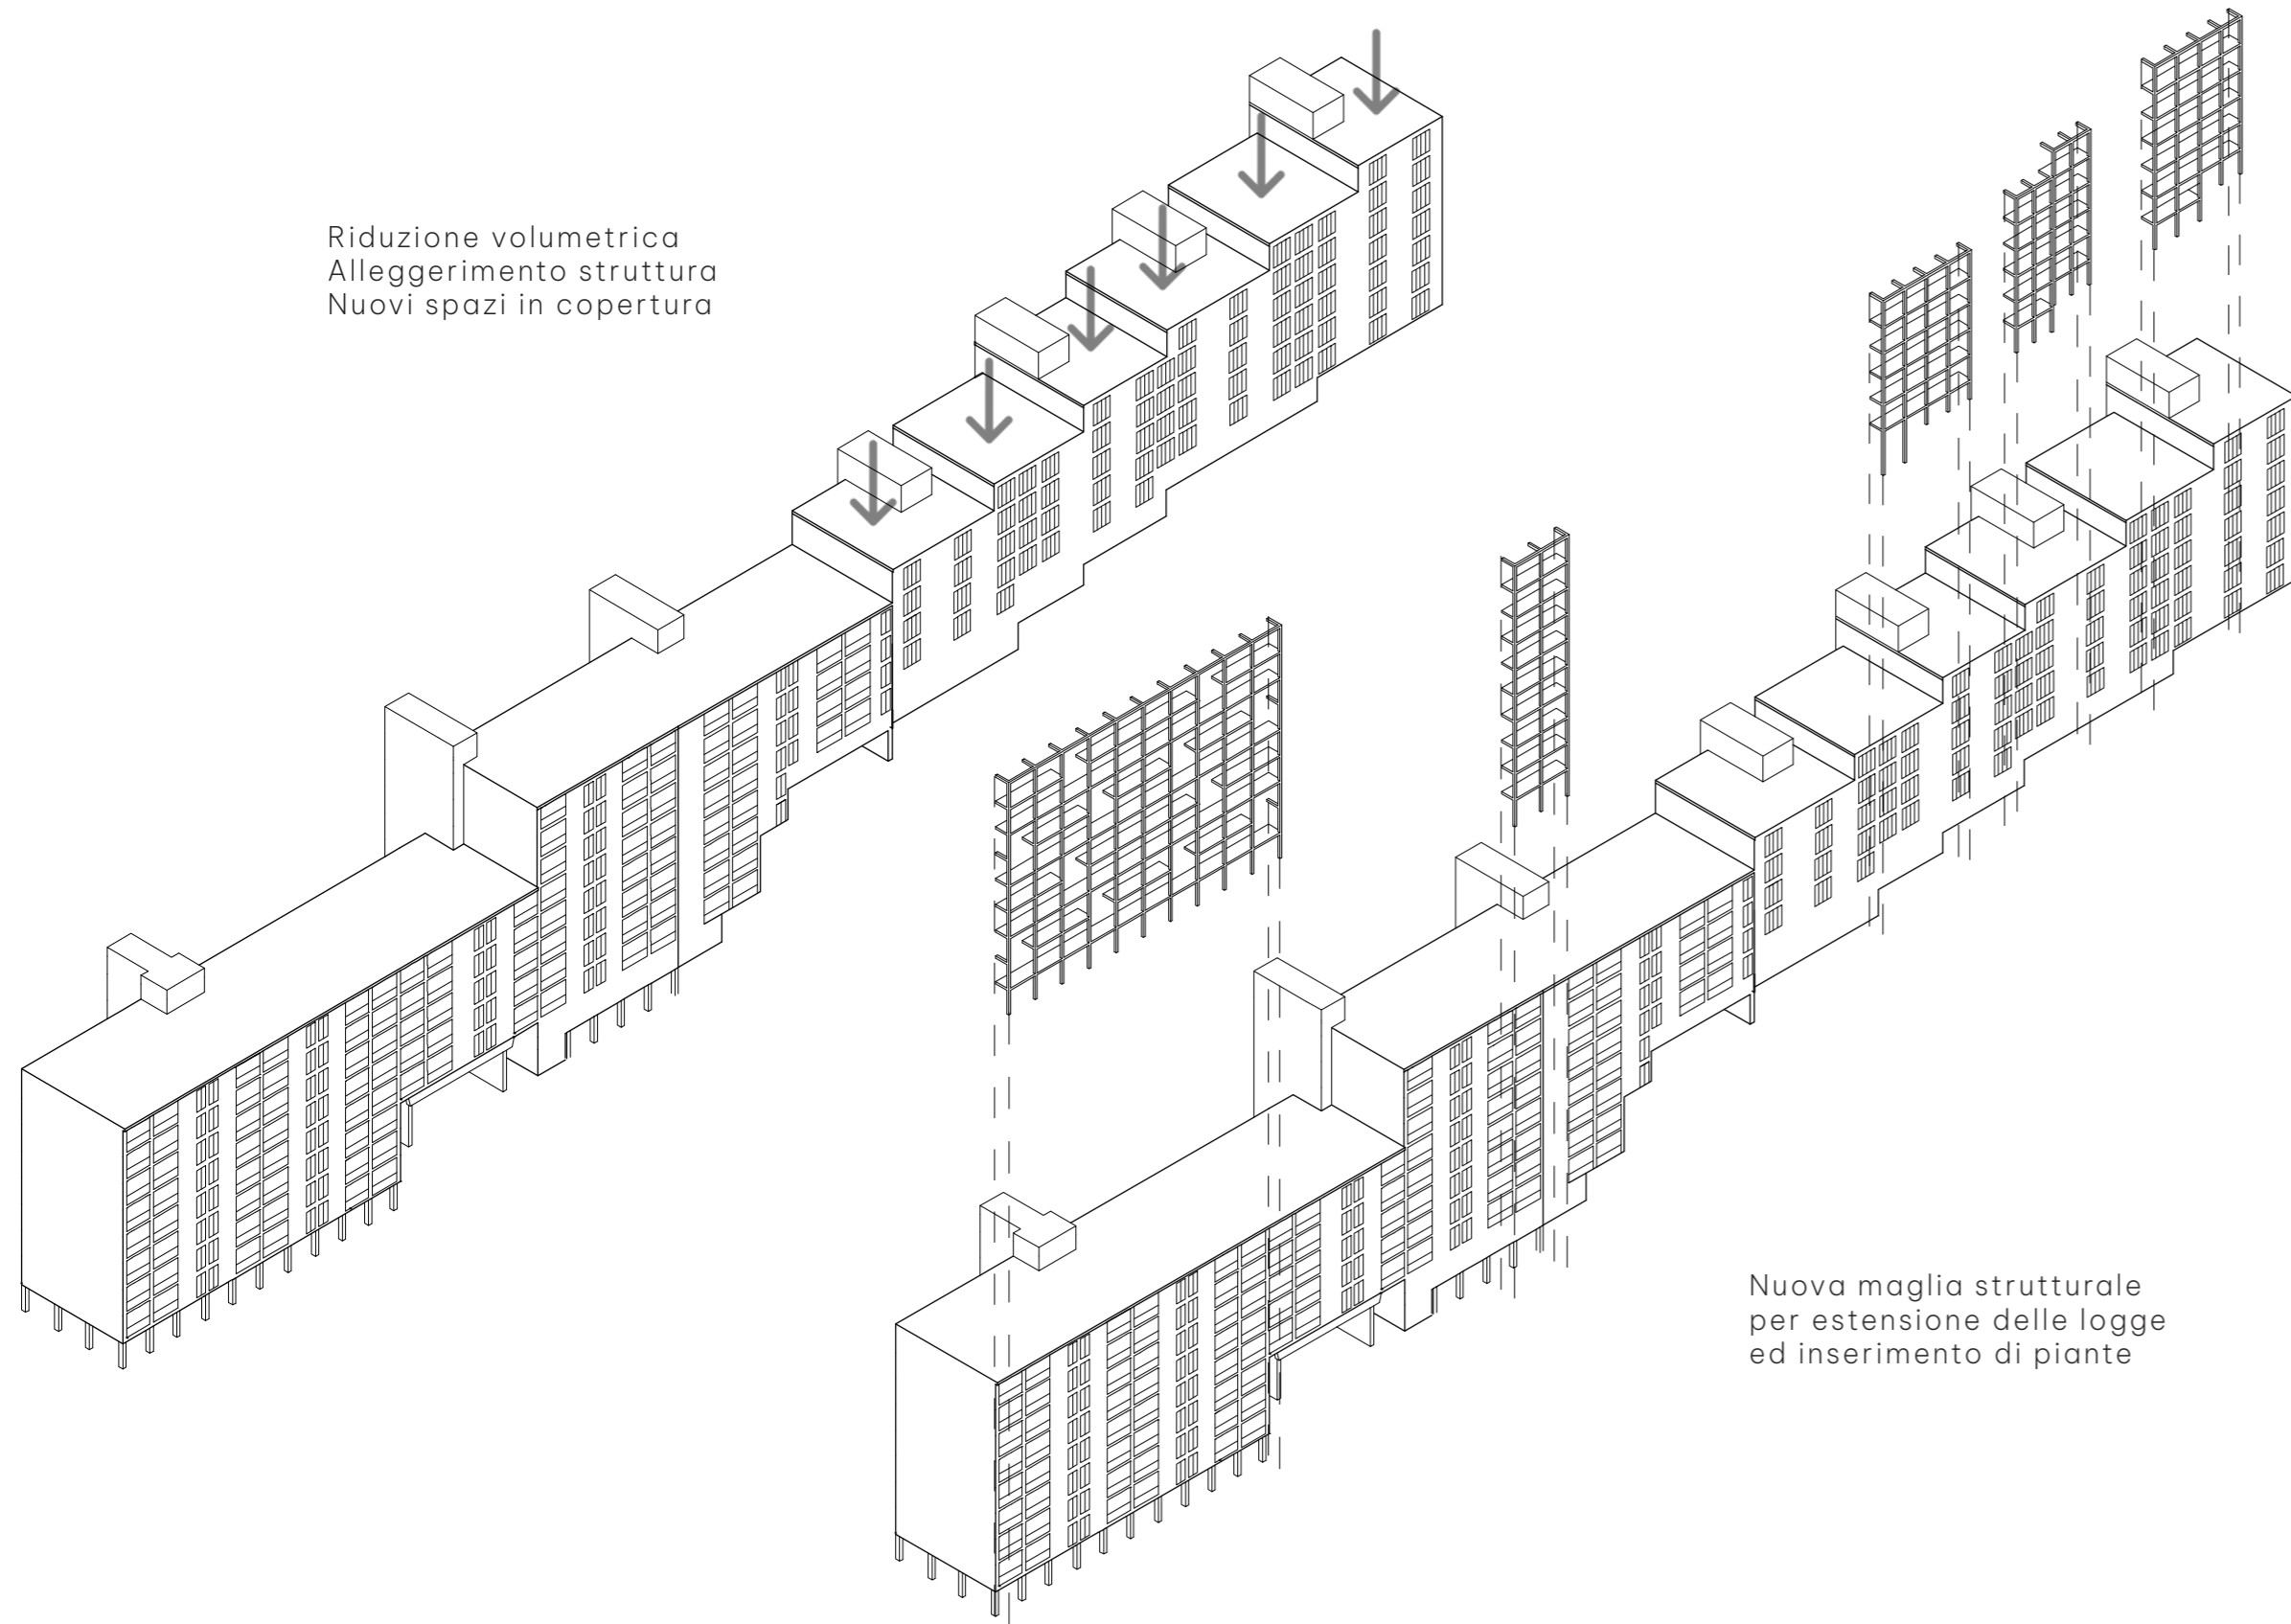 Riduzione volumetrica
Alleggerimento struttura
Nuovi spazi in copertura
Nuova maglia strutturale
per estensione delle logge
ed inserimento di piante